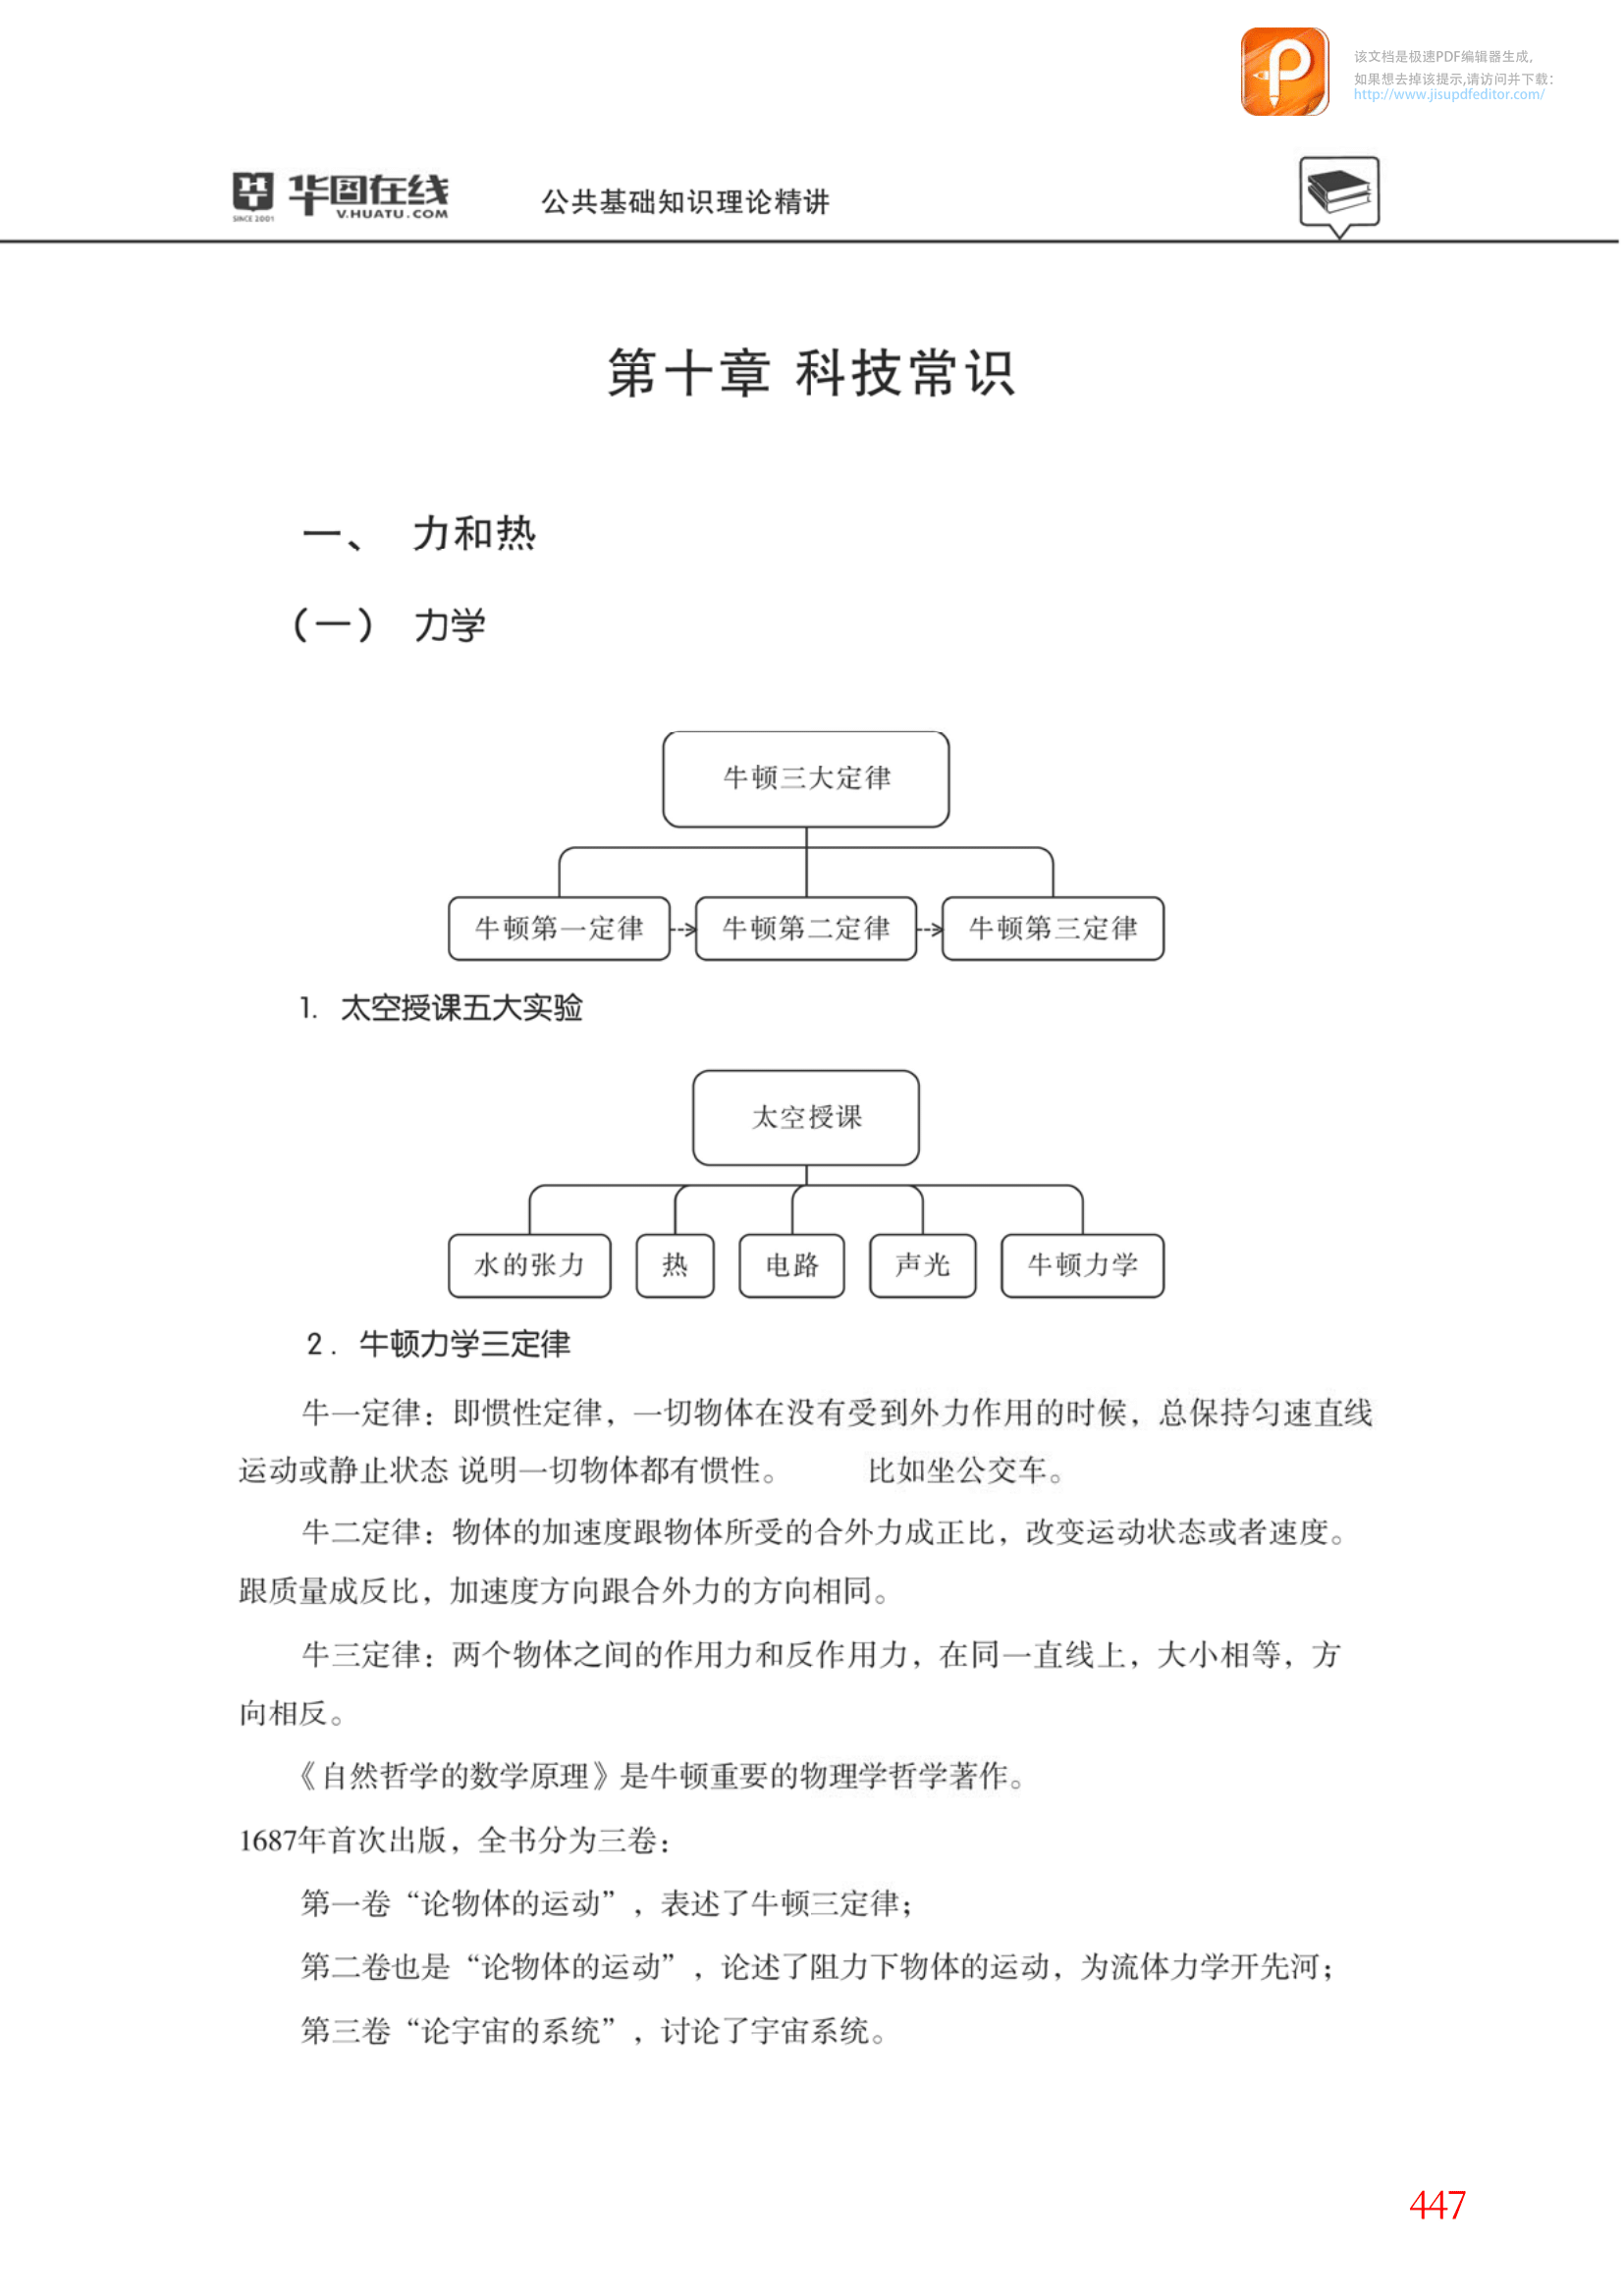 该文档是极速PDF编辑器生成,
如果想去掉该提示,请访问并下载:
http://www.jisupdfeditor.com/
华图在线
SINCE 2001
V.HUATU.COM
公共基础知识理论精讲
第十章 科技常识
一、 力和热
（一） 力学
牛顿三大定律
牛顿第一定律 牛顿第二定律 牛顿第三定律
1. 太空授课五大实验
太空授课
水的张力 热 电路 声光 牛顿力学
2. 牛顿力学三定律
牛一定律：即惯性定律，一切物体在没有受到外力作用的时候，总保持匀速直线
运动或静止状态 说明一切物体都有惯性。 比如坐公交车。
牛二定律：物体的加速度跟物体所受的合外力成正比，改变运动状态或者速度。
跟质量成反比，加速度方向跟合外力的方向相同。
牛三定律：两个物体之间的作用力和反作用力，在同一直线上，大小相等，方
向相反。
《自然哲学的数学原理》是牛顿重要的物理学哲学著作。
1687年首次出版，全书分为三卷：
第一卷“论物体的运动”，表述了牛顿三定律；
第二卷也是“论物体的运动”，论述了阻力下物体的运动，为流体力学开先河；
第三卷“论宇宙的系统”，讨论了宇宙系统。
447